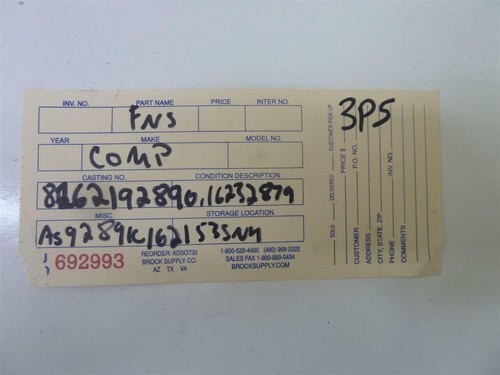 INV. NO. PART NAME PRICE INTER NO.
FNS
YEAR MAKE MODEL NO.
COMP
CASTING NO. CONDITION DESCRIPTION
8262192890,16232879
MISC. STORAGE LOCATION
AS9289K1621535NM
692993
REORDER: ADSO730 1-800-528-4400 (480) 968-2222
BROCK SUPPLY CO. SALES FAX 1-800-889-0434
AZ TX VA BROCKSUPPLY.COM
3P5
SOLD DELIVERED CUSTOMER PICK UP
PRICE $
CUSTOMER P.O. NO.
ADDRESS
CITY, STATE, ZIP
PHONE INV. NO.
COMMENTS